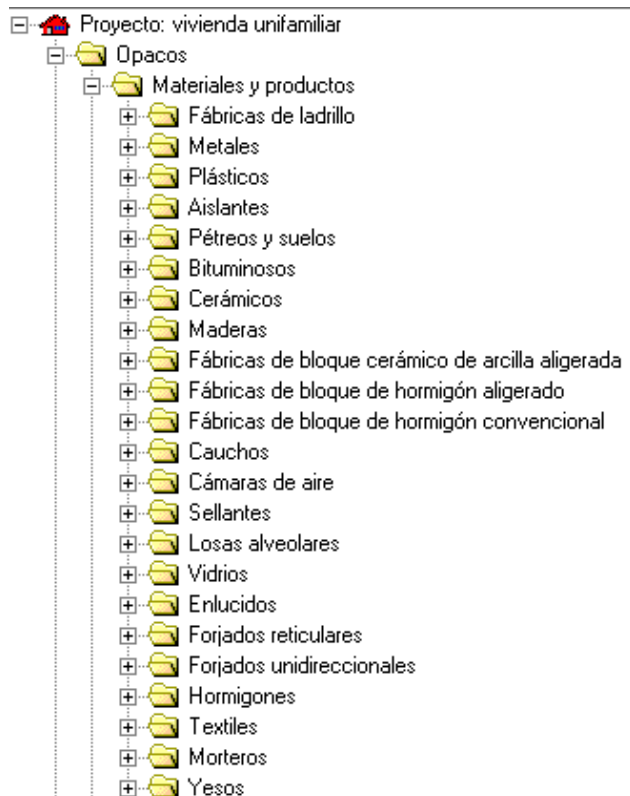 Proyecto: vivienda unifamiliar
Opacos
Materiales y productos
Fábricas de ladrillo
Metales
Plásticos
Aislantes
Pétreos y suelos
Bituminosos
Cerámicos
Maderas
Fábricas de bloque cerámico de arcilla aligerada
Fábricas de bloque de hormigón aligerado
Fábricas de bloque de hormigón convencional
Cauchos
Cámaras de aire
Sellantes
Losas alveolares
Vidrios
Enlucidos
Forjados reticulares
Forjados unidireccionales
Hormigones
Textiles
Morteros
Yesos